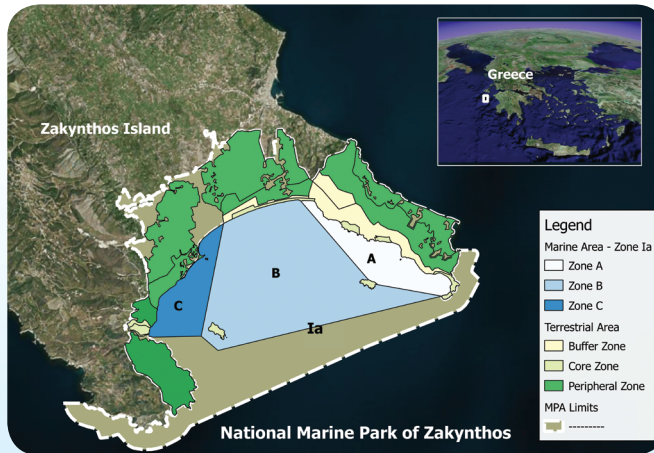 Greece
Zakynthos Island
A
B
C
Ia
National Marine Park of Zakynthos
Legend
Marine Area - Zone Ia
Zone A
Zone B
Zone C
Terrestrial Area
Buffer Zone
Core Zone
Peripheral Zone
MPA Limits
---------